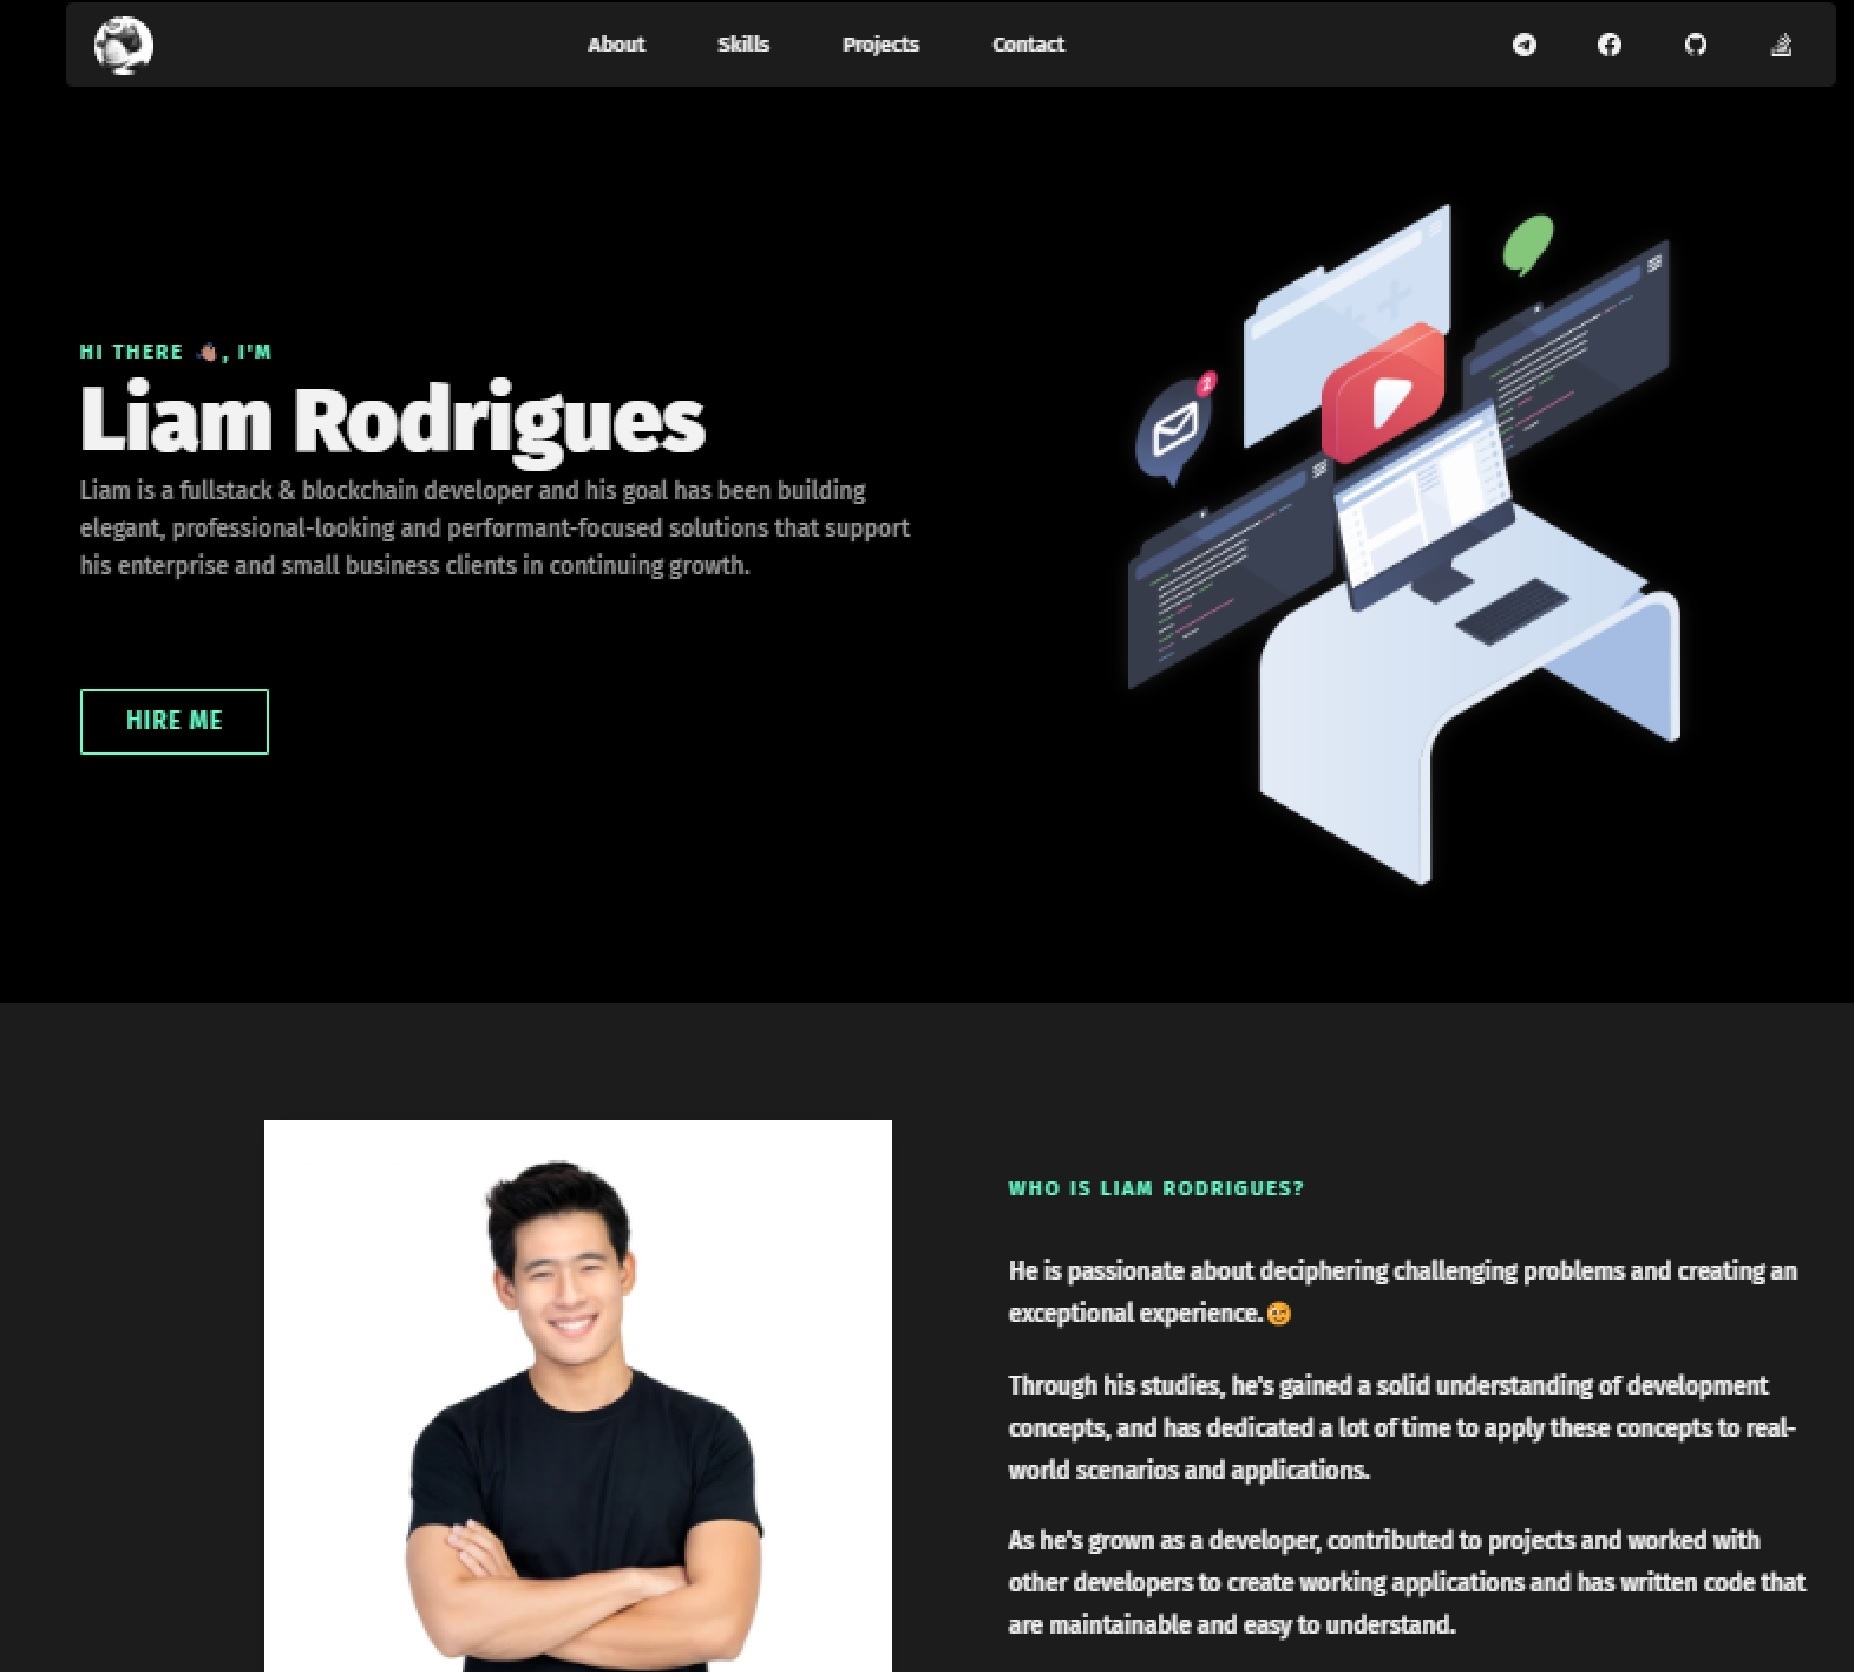 About Skills Projects Contact
HI THERE 👋🏽, I'M
Liam Rodrigues
Liam is a fullstack & blockchain developer and his goal has been building
elegant, professional-looking and performant-focused solutions that support
his enterprise and small business clients in continuing growth.
2
HIRE ME
WHO IS LIAM RODRIGUES?
He is passionate about deciphering challenging problems and creating an
exceptional experience.😉
Through his studies, he's gained a solid understanding of development
concepts, and has dedicated a lot of time to apply these concepts to real-
world scenarios and applications.
As he's grown as a developer, contributed to projects and worked with
other developers to create working applications and has written code that
are maintainable and easy to understand.